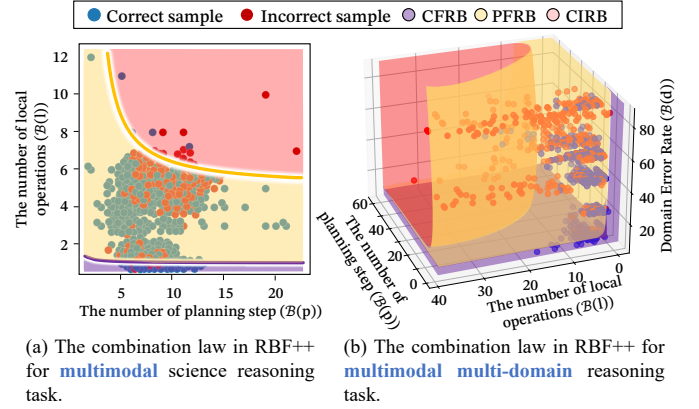 Correct sample Incorrect sample CFRB PFRB CIRB
12
10
8
6
4
2
5 10 15 20
The number of local
operations (B(l))
The number of planning step (B(p))
80
60
40
20
Domain Error Rate (B(d))
60
40
20
0
The number of
planning step (B(p))
40 30 20 10 0
The number of local
operations (B(l))
(a) The combination law in RBF++
for multimodal science reasoning
task.
(b) The combination law in RBF++ for
multimodal multi-domain reasoning
task.